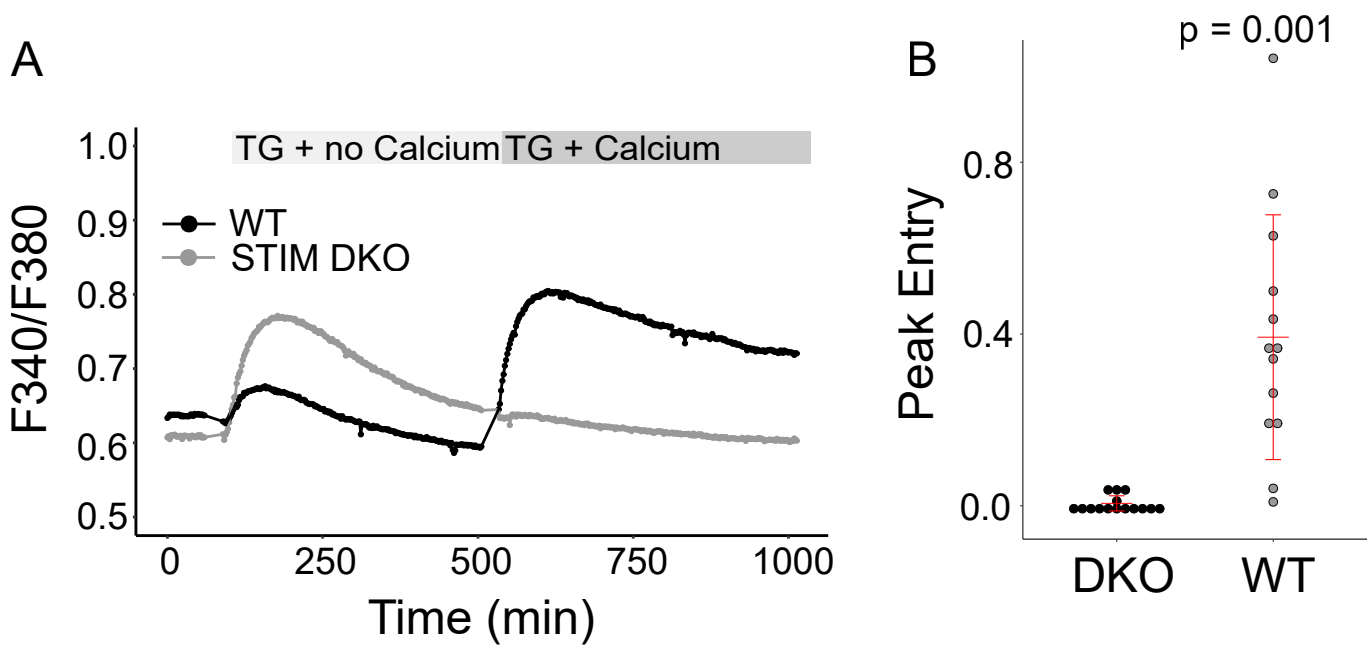 A
TG + no Calcium TG + Calcium
WT
STIM DKO
1.0
0.9
0.8
0.7
0.6
0.5
F340/F380
0 250 500 750 1000
Time (min)
B
p = 0.001
0.8
0.4
0.0
Peak Entry
DKO WT